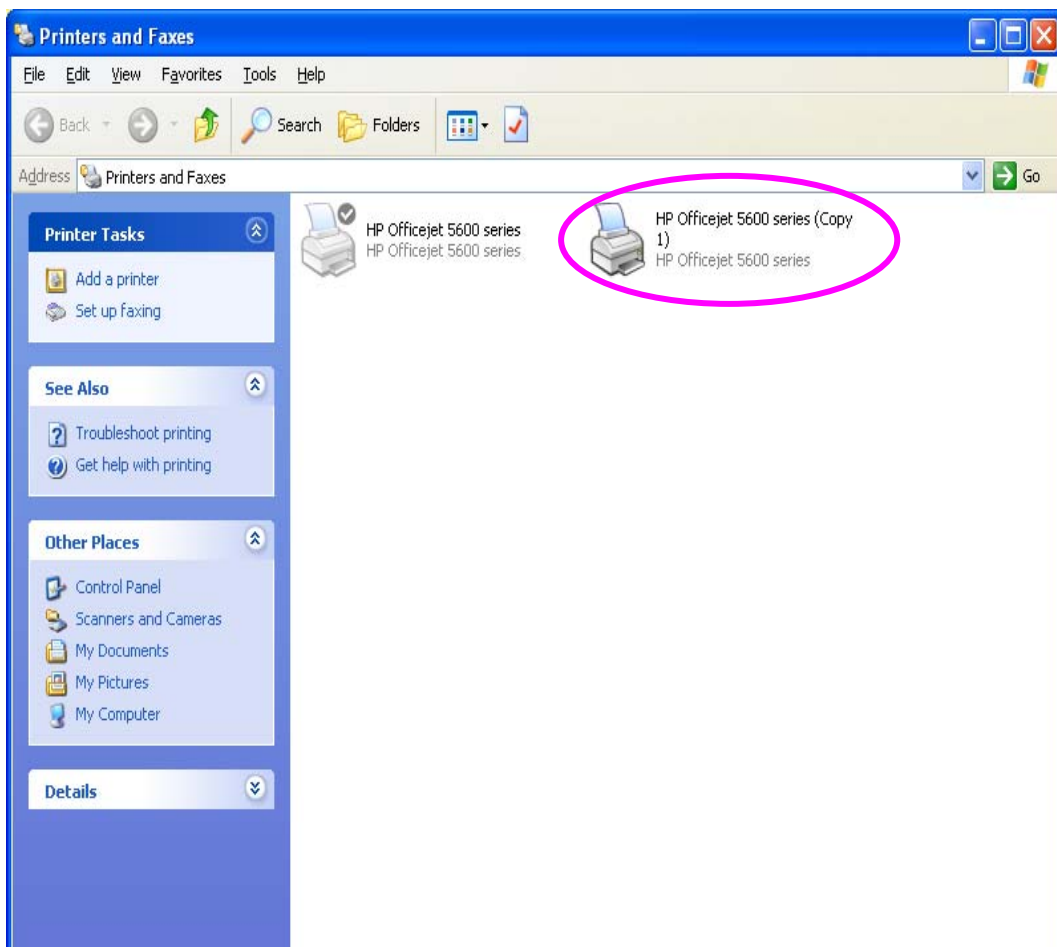 Printers and Faxes
File Edit View Favorites Tools Help
Back Search Folders
Address Printers and Faxes Go
Printer Tasks
Add a printer
Set up faxing
See Also
Troubleshoot printing
Get help with printing
Other Places
Control Panel
Scanners and Cameras
My Documents
My Pictures
My Computer
Details
HP Officejet 5600 series
HP Officejet 5600 series
HP Officejet 5600 series (Copy
1)
HP Officejet 5600 series